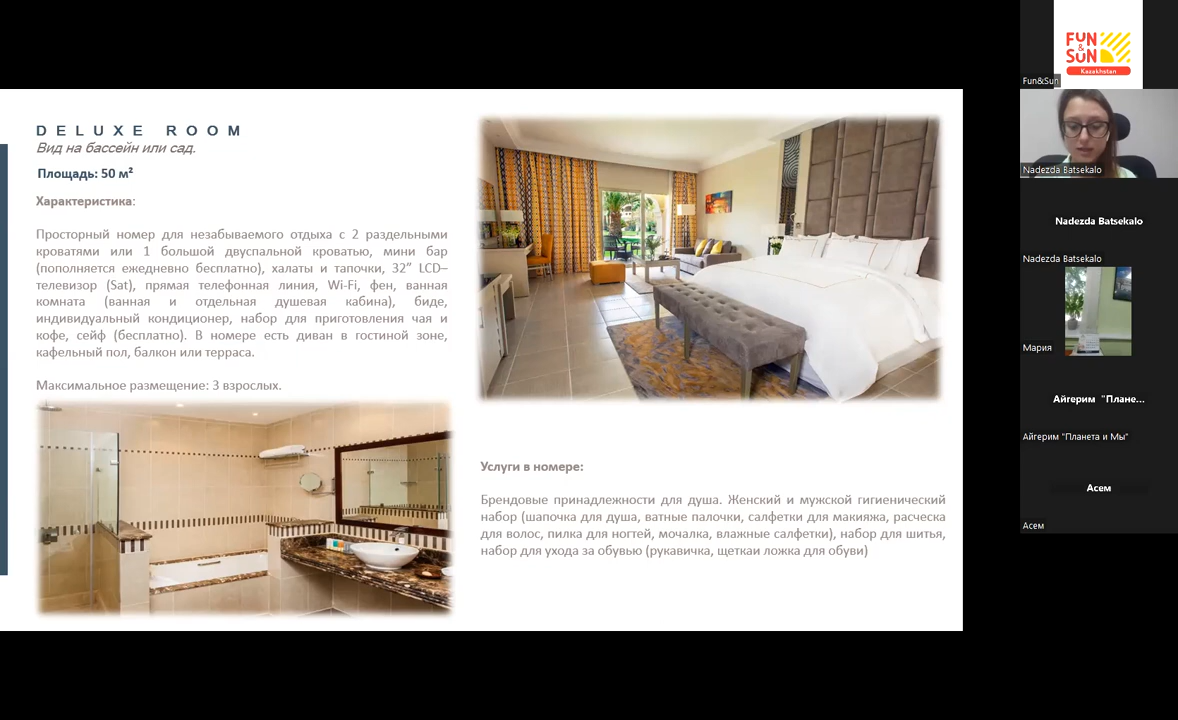 DELUXE ROOM
Вид на бассейн или сад.
Площадь: 50 м²
Характеристика:
Просторный номер для незабываемого отдыха с 2 раздельными
кроватями или 1 большой двуспальной кроватью, мини бар
(пополняется ежедневно бесплатно), халаты и тапочки, 32” LCD–
телевизор (Sat), прямая телефонная линия, Wi-Fi, фен, ванная
комната (ванная и отдельная душевая кабина), биде,
индивидуальный кондиционер, набор для приготовления чая и
кофе, сейф (бесплатно). В номере есть диван в гостиной зоне,
кафельный пол, балкон или терраса.
Максимальное размещение: 3 взрослых.
Услуги в номере:
Брендовые принадлежности для душа. Женский и мужской гигиенический
набор (шапочка для душа, ватные палочки, салфетки для макияжа, расческа
для волос, пилка для ногтей, мочалка, влажные салфетки), набор для шитья,
набор для ухода за обувью (рукавичка, щеткаи ложка для обуви)
FUN
&
SUN
Kazakhstan
Fun&Sun
Nadezda Batsekalo
Nadezda Batsekalo
Nadezda Batsekalo
Мария
Айгерим "Плане...
Айгерим "Планета и Мы"
Асем
Асем